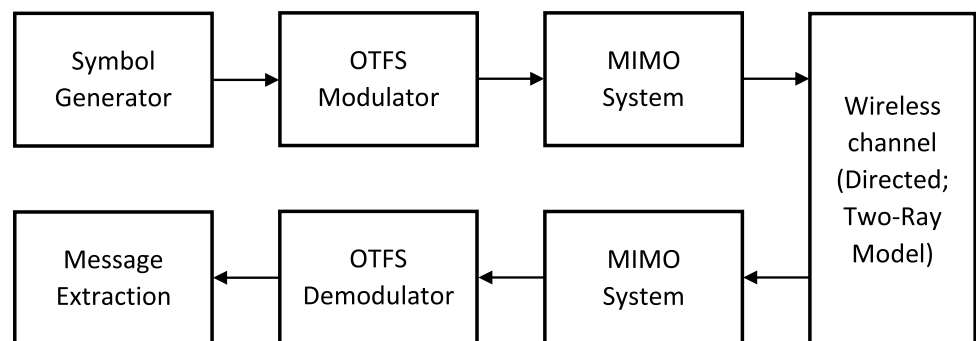 Symbol
Generator
OTFS
Modulator
MIMO
System
Wireless
channel
(Directed;
Two-Ray
Model)
MIMO
System
OTFS
Demodulator
Message
Extraction